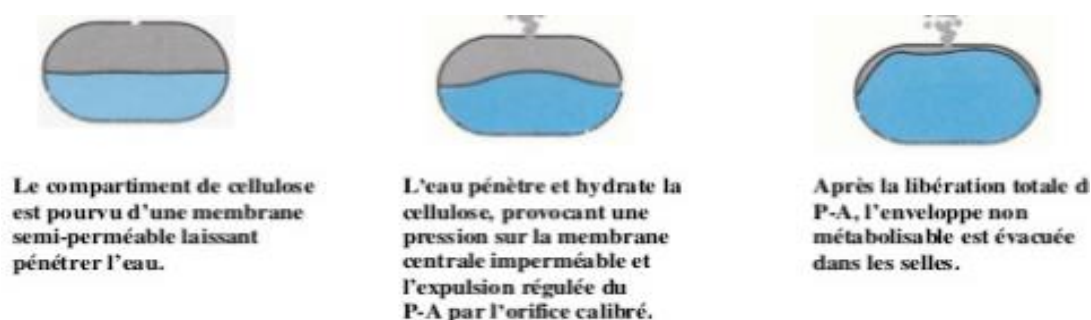 Le compartiment de cellulose
est pourvu d'une membrane
semi-perméable laissant
pénétrer l'eau.
L'eau pénètre et hydrate la
cellulose, provocant une
pression sur la membrane
centrale imperméable et
l'expulsion régulée du
P-A par l'orifice calibré.
Après la libération totale d
P-A, l'enveloppe non
métabolisable est évacuée
dans les selles.